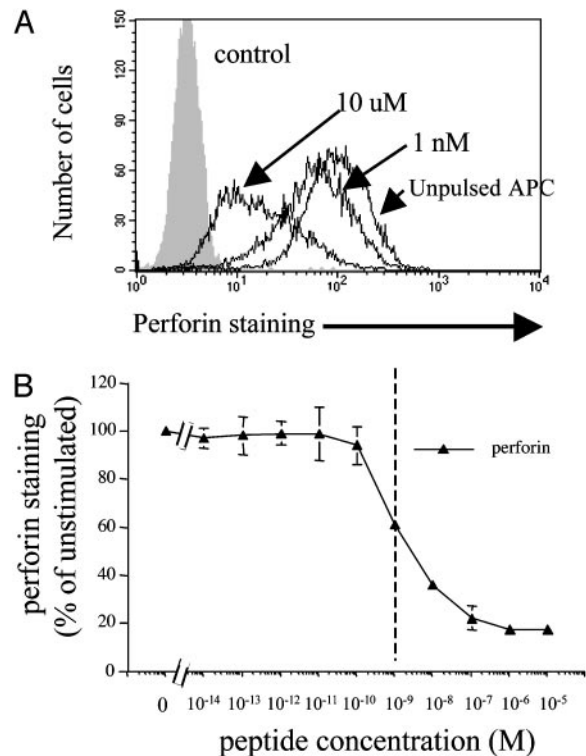 A
Number of cells
150
120
90
60
30
0
control
10 uM
1 nM
Unpulsed APC
10⁰ 10¹ 10² 10³ 10⁴
Perforin staining
B
perforin staining
(% of unstimulated)
120
100
80
60
40
20
0
perforin
0 10⁻¹⁴ 10⁻¹³ 10⁻¹² 10⁻¹¹ 10⁻¹⁰ 10⁻⁹ 10⁻⁸ 10⁻⁷ 10⁻⁶ 10⁻⁵
peptide concentration (M)